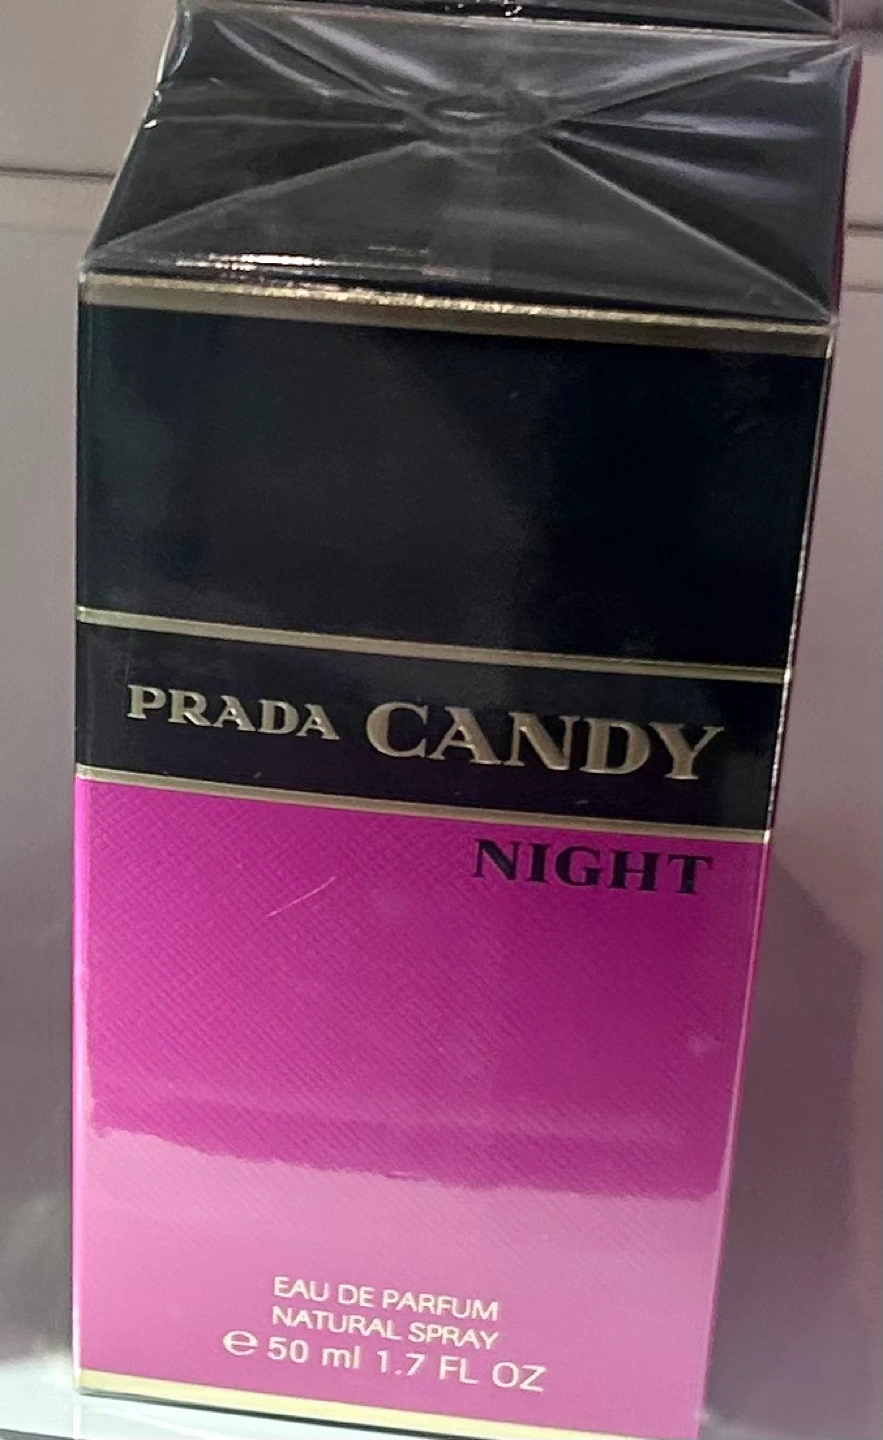 PRADA CANDY
NIGHT
EAU DE PARFUM
NATURAL SPRAY
℮ 50 ml 1.7 FL OZ